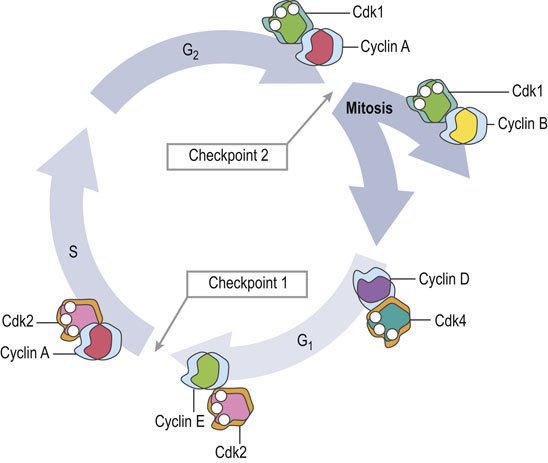 Cdk1
G2
Cyclin A
Mitosis
Cdk1
Cyclin B
Checkpoint 2
S
Checkpoint 1
Cyclin D
Cdk2
Cdk4
Cyclin A
G1
Cyclin E
Cdk2